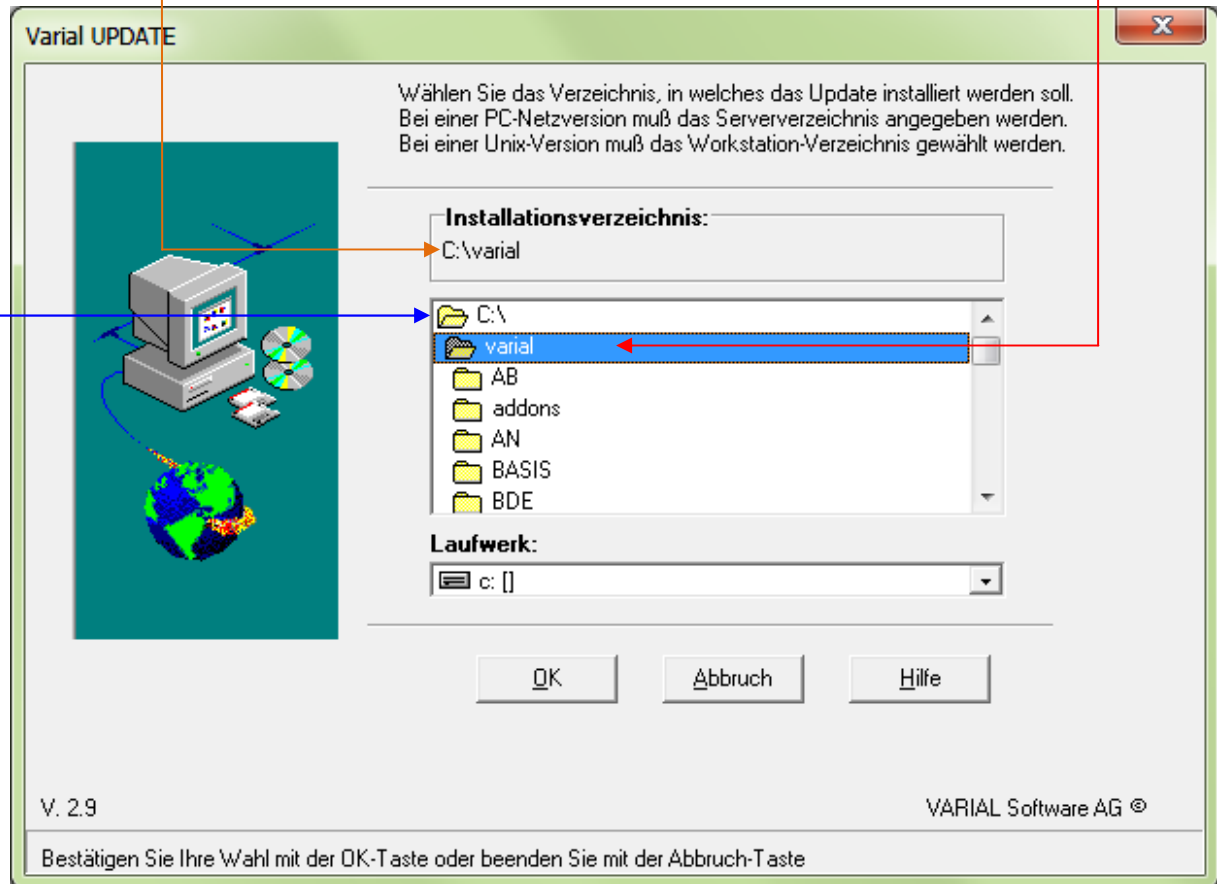 Varial UPDATE
Wählen Sie das Verzeichnis, in welches das Update installiert werden soll.
Bei einer PC-Netzversion muß das Serververzeichnis angegeben werden.
Bei einer Unix-Version muß das Workstation-Verzeichnis gewählt werden.
Installationsverzeichnis:
C:\varial
C:\
varial
AB
addons
AN
BASIS
BDE
Laufwerk:
c: []
OK Abbruch Hilfe
V. 2.9 VARIAL Software AG ©
Bestätigen Sie Ihre Wahl mit der OK-Taste oder beenden Sie mit der Abbruch-Taste